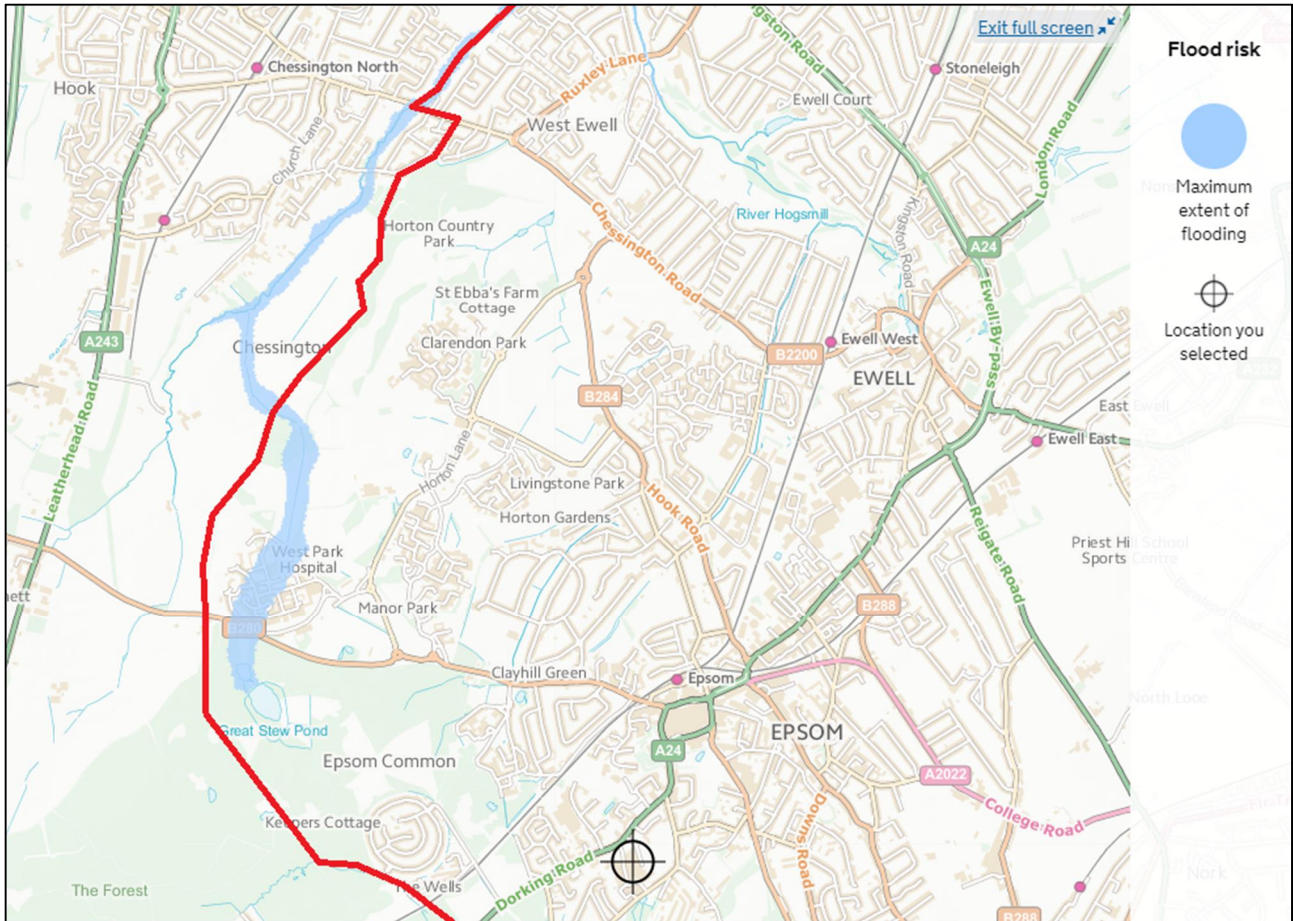 Exit full screen
Flood risk
Maximum
extent of
flooding
Location you
selected
Hook
Chessington North
Church Lane
Ruxley Lane
West Ewell
Ewell Court
Stoneleigh
London Road
River Hogsmill
Kingston Road
A24
Ewell By-pass
Horton Country
Park
Chessington Road
St Ebba's Farm
Cottage
Clarendon Park
Chessington
A243
Leatherhead Road
B284
B2200
Ewell West
EWELL
East Ewell
Ewell East
Horton Lane
Livingstone Park
Horton Gardens
Hook Road
Reigate Road
Priest Hill School
Sports Centre
West Park
Hospital
Manor Park
B280
B288
Clayhill Green
Epsom
Great Stew Pond
EPSOM
Epsom Common
A24
A2022
College Road
Downs Road
Keepers Cottage
The Forest
The Wells
Dorking Road
B288
Nork